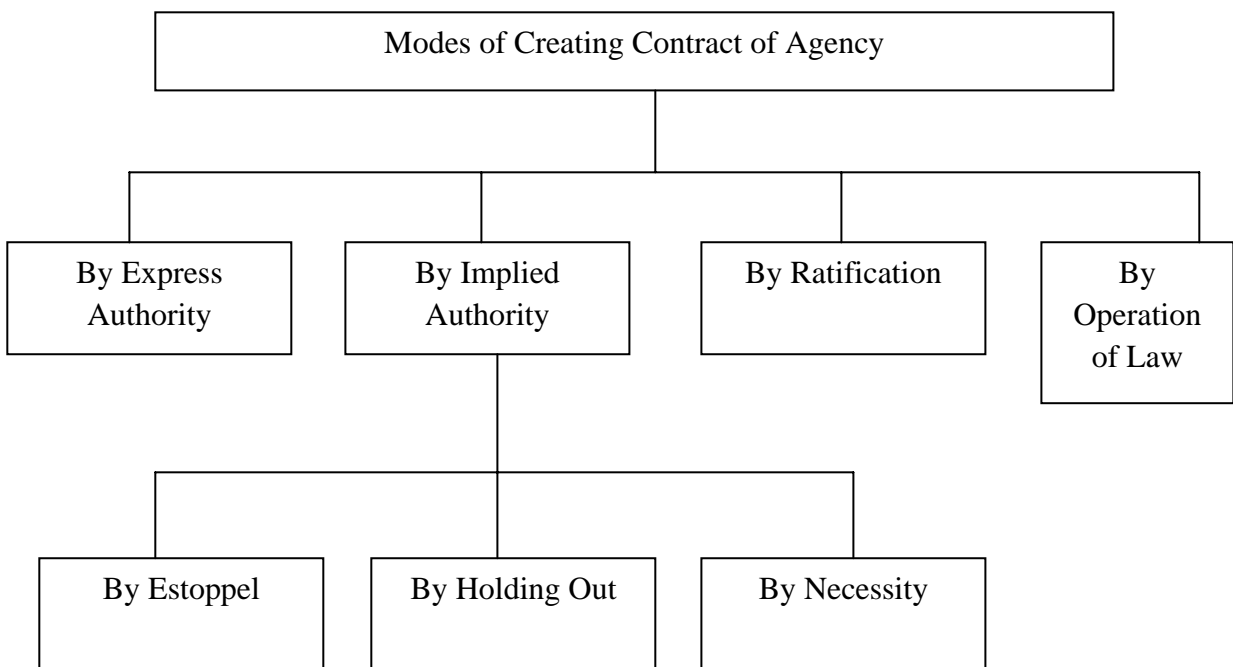 Modes of Creating Contract of Agency
By Express
Authority
By Implied
Authority
By Ratification
By
Operation
of Law
By Estoppel
By Holding Out
By Necessity